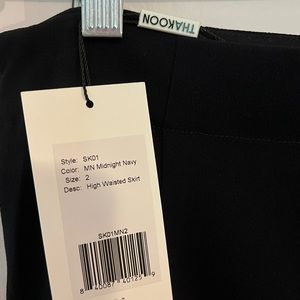 THAKOON
Style: SK01
Color: MN Midnight Navy
Size: 2
Desc: High Waisted Skirt
SK01MN2